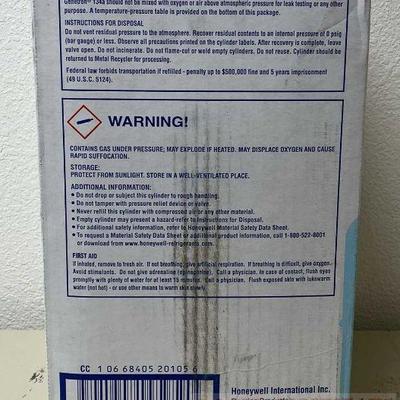 Genetron® 134a should not be mixed with oxygen or air above atmospheric pressure for leak testing or any other
purpose. A temperature-pressure table is provided on the bottom of this package.
INSTRUCTIONS FOR DISPOSAL
Do not vent residual pressure to the atmosphere. Recover residual contents to an internal pressure of 0 psig
(bar gauge) or less. Observe all precautions printed on the cylinder labels. After recovery is complete, leave
valve open. Do not incinerate. Do not flame-cut or weld empty cylinders. Do not reuse. Cylinder should be
returned to Metal Recycler for processing.
Federal law forbids transportation if refilled - penalty up to $500,000 fine and 5 years imprisonment
(49 U.S.C. 5124).
WARNING!
CONTAINS GAS UNDER PRESSURE; MAY EXPLODE IF HEATED. MAY DISPLACE OXYGEN AND CAUSE
RAPID SUFFOCATION.
STORAGE:
PROTECT FROM SUNLIGHT. STORE IN A WELL-VENTILATED PLACE.
ADDITIONAL INFORMATION:
• Do not drop or subject this cylinder to rough handling.
• Do not tamper with pressure relief device or valve.
• Never refill this cylinder with compressed air or any other material.
• Empty cylinder may present a hazard—refer to Instructions for Disposal.
• For additional safety information, refer to Honeywell Material Safety Data Sheet.
• To request a Material Safety Data Sheet or additional product information, call 1-800-522-8001
or download from www.honeywell-refrigerants.com.
FIRST AID
If inhaled, remove to fresh air. If not breathing, give artificial respiration. If breathing is difficult, give oxygen.
Avoid stimulants. Do not give adrenaline (epinephrine). Call a physician. In case of contact, flush eyes
promptly with plenty of water for at least 15 minutes. Call a physician. Flush exposed skin with lukewarm
water (not hot) - or use other means to warm skin slowly.
CC 1 06 68405 20105 6
Honeywell International Inc.